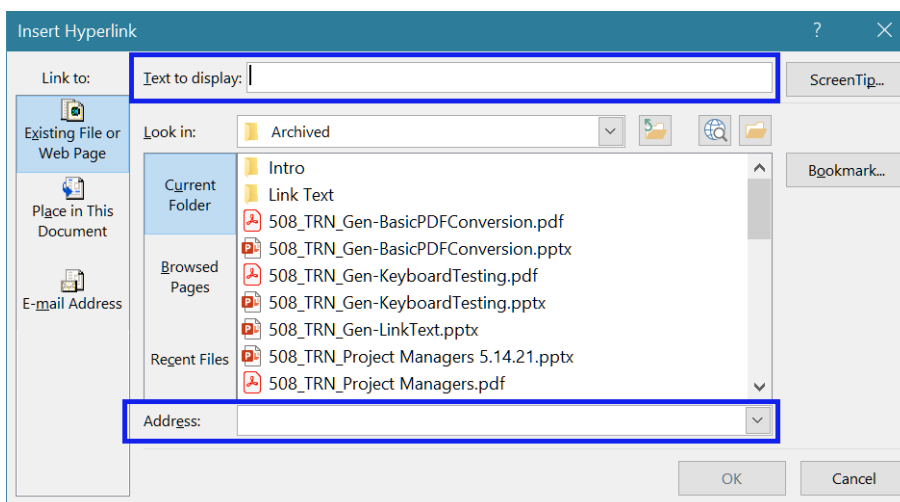 Insert Hyperlink
?
Link to:
Text to display:
ScreenTip...
Existing File or
Web Page
Look in:
Archived
Bookmark...
Current
Folder
Intro
Link Text
508_TRN_Gen-BasicPDFConversion.pdf
508_TRN_Gen-BasicPDFConversion.pptx
508_TRN_Gen-KeyboardTesting.pdf
508_TRN_Gen-KeyboardTesting.pptx
508_TRN_Gen-LinkText.pptx
508_TRN_Project Managers 5.14.21.pptx
508_TRN_Project Managers.pdf
Place in This
Document
Browsed
Pages
E-mail Address
Recent Files
Address:
OK
Cancel